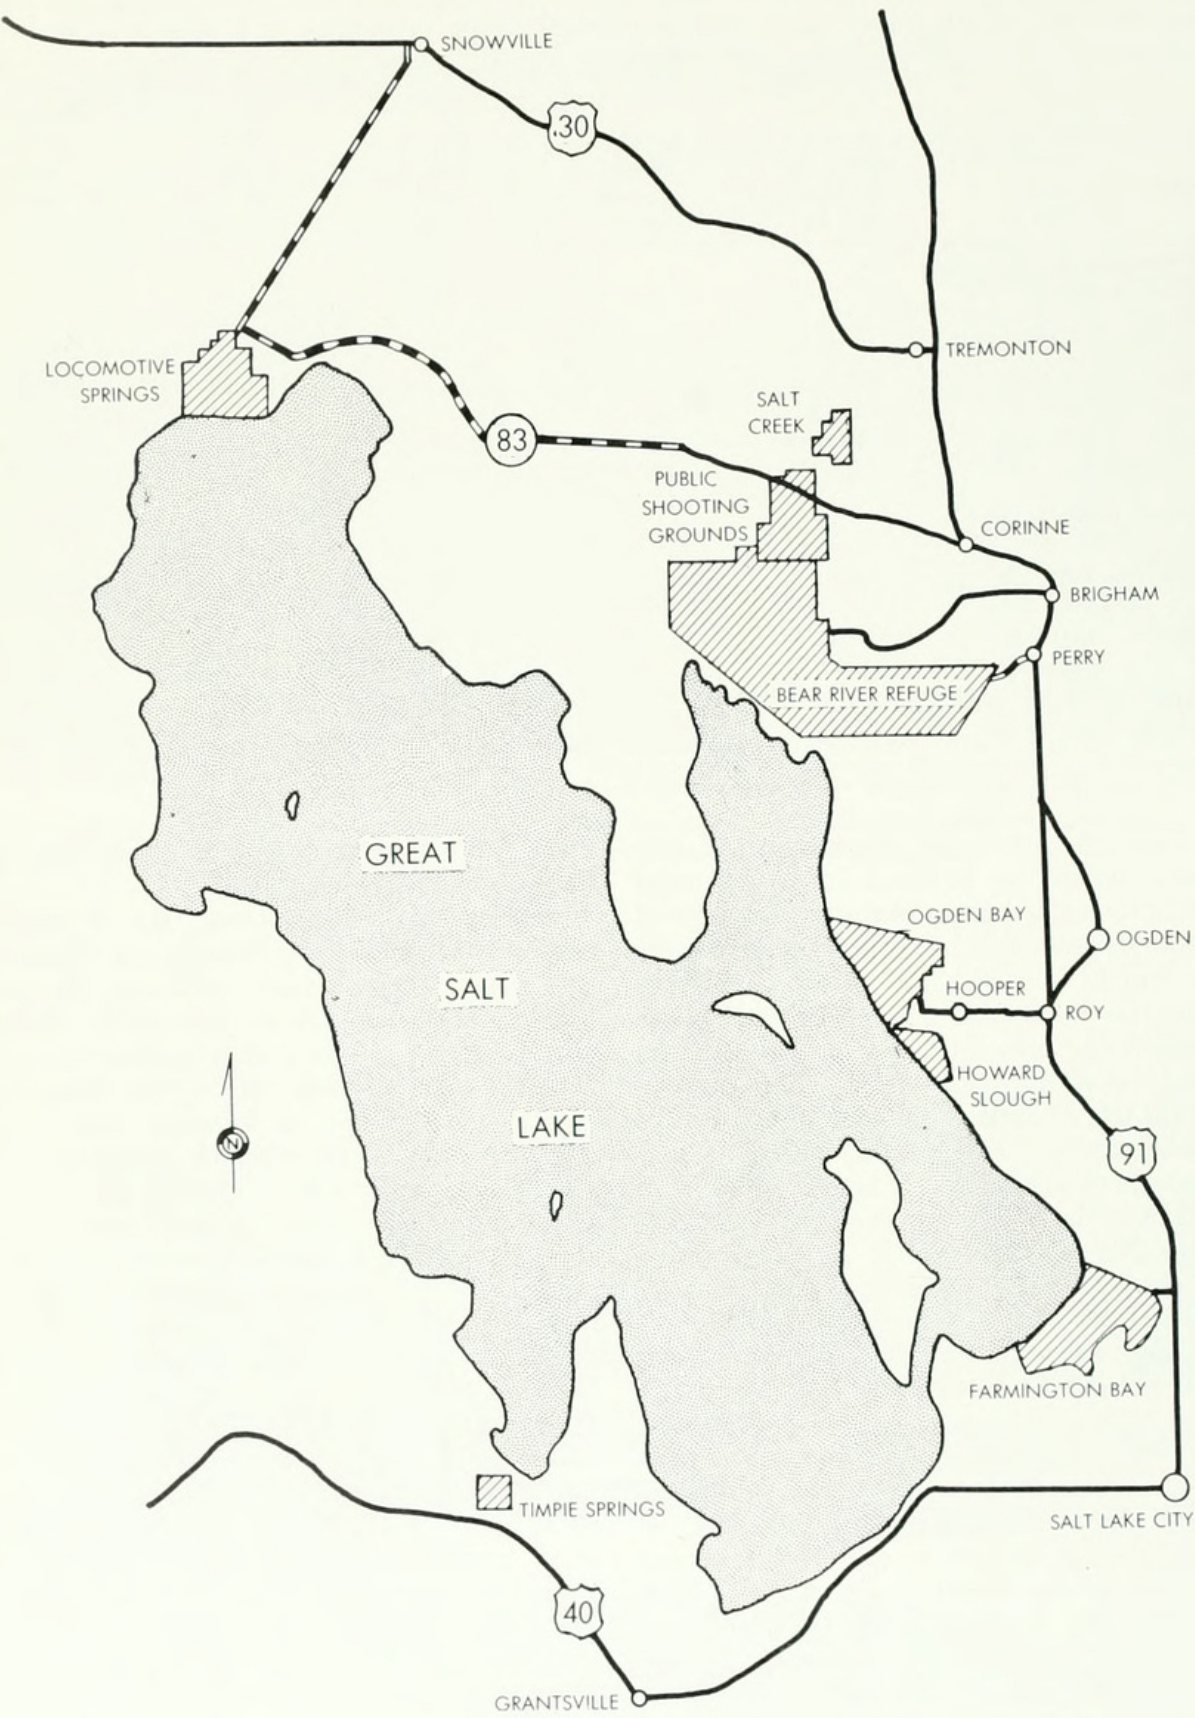 SNOWVILLE
30
LOCOMOTIVE
SPRINGS
TREMONTON
SALT
CREEK
83
PUBLIC
SHOOTING
GROUNDS
CORINNE
BRIGHAM
PERRY
BEAR RIVER REFUGE
GREAT
SALT
LAKE
OGDEN BAY
OGDEN
HOOPER
ROY
HOWARD
SLOUGH
N
91
FARMINGTON BAY
TIMPIE SPRINGS
SALT LAKE CITY
40
GRANTSVILLE